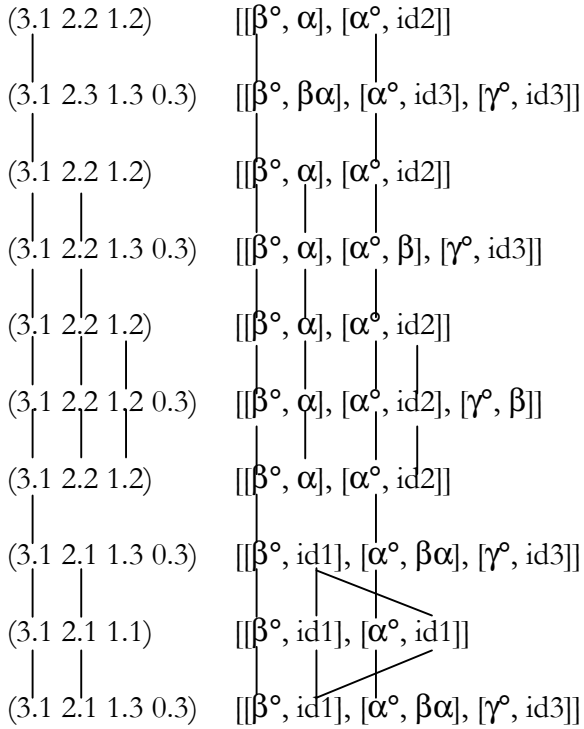 (3.1 2.2 1.2) [[β°, α], [α°, id2]]
(3.1 2.3 1.3 0.3) [[β°, βα], [α°, id3], [γ°, id3]]
(3.1 2.2 1.2) [[β°, α], [α°, id2]]
(3.1 2.2 1.3 0.3) [[β°, α], [α°, β], [γ°, id3]]
(3.1 2.2 1.2) [[β°, α], [α°, id2]]
(3.1 2.2 1.2 0.3) [[β°, α], [α°, id2], [γ°, β]]
(3.1 2.2 1.2) [[β°, α], [α°, id2]]
(3.1 2.1 1.3 0.3) [[β°, id1], [α°, βα], [γ°, id3]]
(3.1 2.1 1.1) [[β°, id1], [α°, id1]]
(3.1 2.1 1.3 0.3) [[β°, id1], [α°, βα], [γ°, id3]]